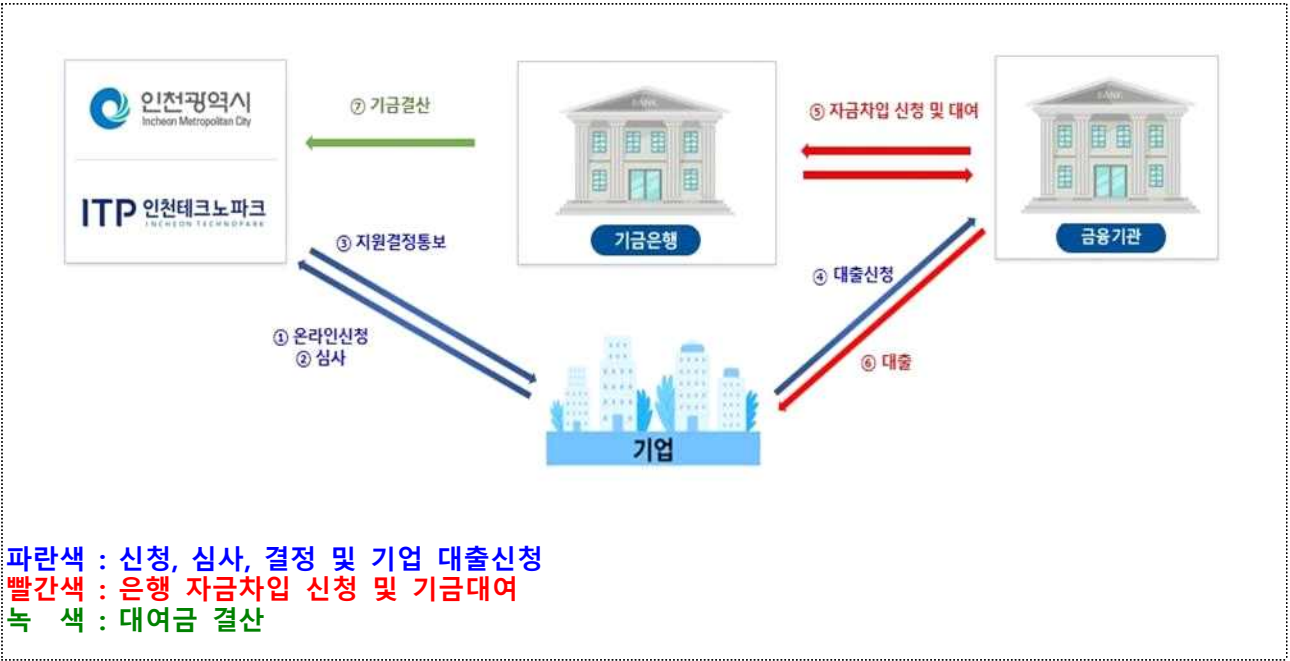 인천광역시
Incheon Metropolitan City
ITP 인천테크노파크
INCHEON TECHNOPARK
⑦ 기금결산
BANK
기금은행
⑤ 자금차입 신청 및 대여
BANK
금융기관
③ 지원결정통보
① 온라인신청
② 심사
④ 대출신청
⑥ 대출
기업
파란색 : 신청, 심사, 결정 및 기업 대출신청
빨간색 : 은행 자금차입 신청 및 기금대여
녹 색 : 대여금 결산